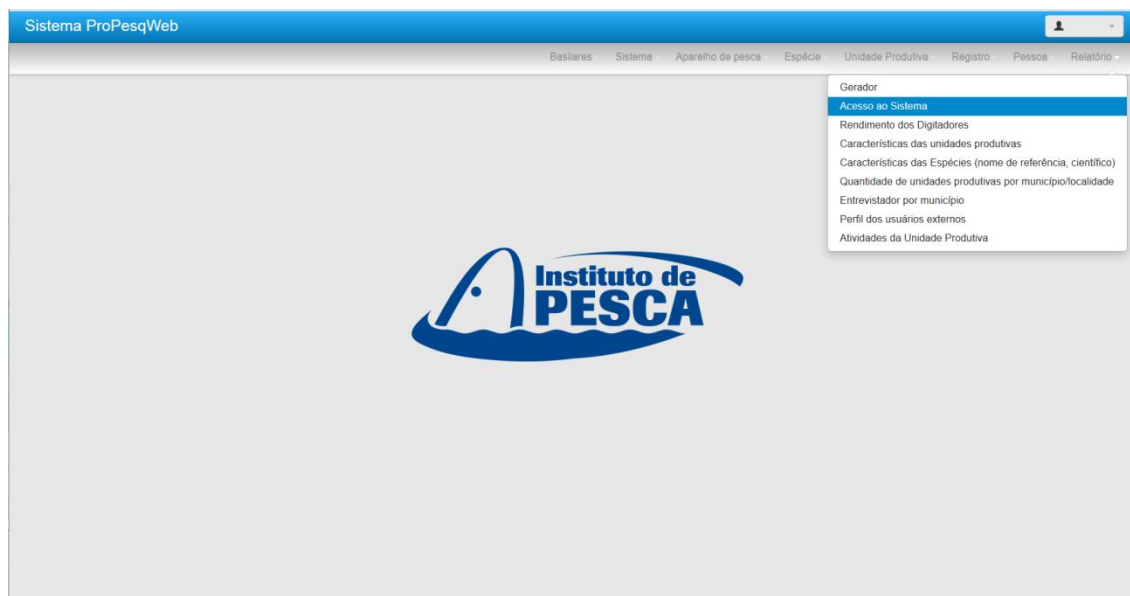 Sistema ProPesqWeb
Basilares Sistema Aparelho de pesca Espécie Unidade Produtiva Registro Pessoa Relatório
Gerador
Acesso ao Sistema
Rendimento dos Digitadores
Características das unidades produtivas
Características das Espécies (nome de referência, científico)
Quantidade de unidades produtivas por município/localidade
Entrevistador por município
Perfil dos usuários externos
Atividades da Unidade Produtiva
Instituto de
PESCA